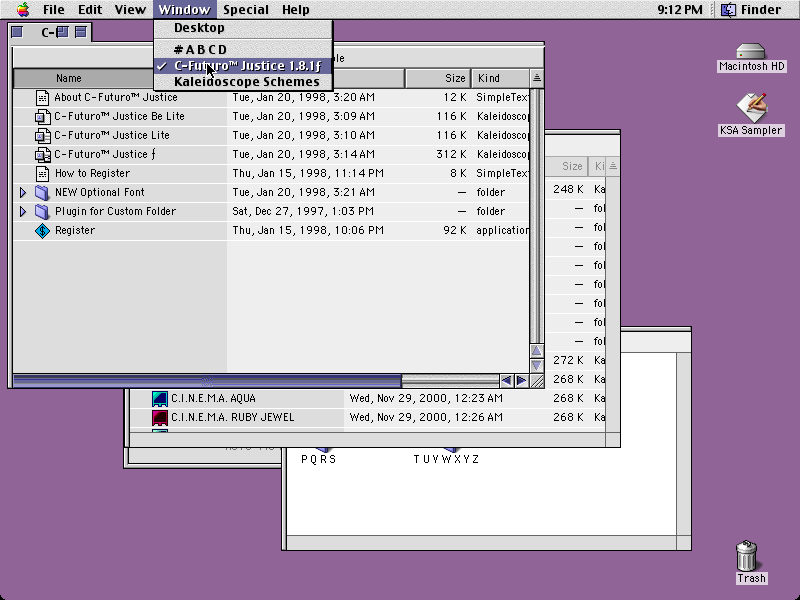 File Edit View Window Special Help 9:12 PM Finder
Desktop
# A B C D
✓ C-Futuro™ Justice 1.8.1ƒ
Kaleidoscope Schemes
C-
Name Size Kind
About C-Futuro™ Justice Tue, Jan 20, 1998, 3:20 AM 12 K SimpleTex
C-Futuro™ Justice Be Lite Tue, Jan 20, 1998, 3:09 AM 116 K Kaleidoscop
C-Futuro™ Justice Lite Tue, Jan 20, 1998, 3:10 AM 116 K Kaleidoscop
C-Futuro™ Justice ƒ Tue, Jan 20, 1998, 3:14 AM 312 K Kaleidoscop
How to Register Thu, Jan 15, 1998, 11:14 PM 8 K SimpleTex
NEW Optional Font Tue, Jan 20, 1998, 3:21 AM — folder
Plugin for Custom Folder Sat, Dec 27, 1997, 1:03 PM — folder
Register Thu, Jan 15, 1998, 10:06 PM 92 K application
Size Ki
248 K Ka
— fol
— fol
— fol
— fol
— fol
— fol
— fol
— fol
272 K Ka
268 K Ka
C.I.N.E.M.A. AQUA Wed, Nov 29, 2000, 12:23 AM 268 K Ka
C.I.N.E.M.A. RUBY JEWEL Wed, Nov 29, 2000, 12:26 AM 268 K Ka
P Q R S T U V W X Y Z
Macintosh HD
KSA Sampler
Trash